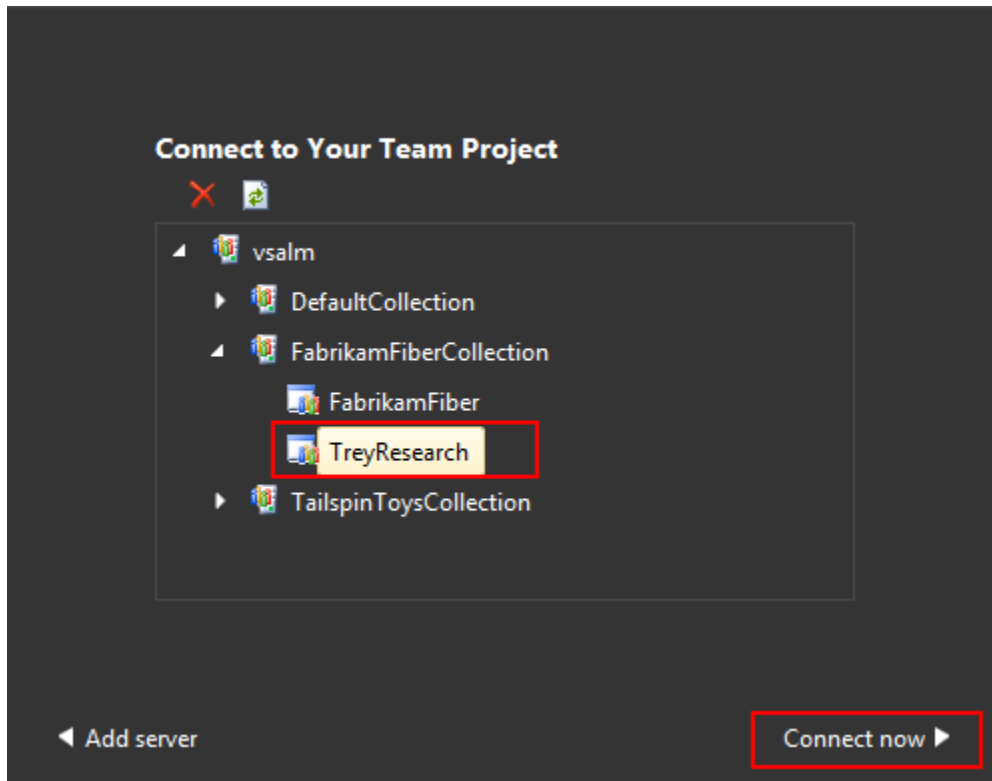 Connect to Your Team Project
vsalm
DefaultCollection
FabrikamFiberCollection
FabrikamFiber
TreyResearch
TailspinToysCollection
Add server
Connect now